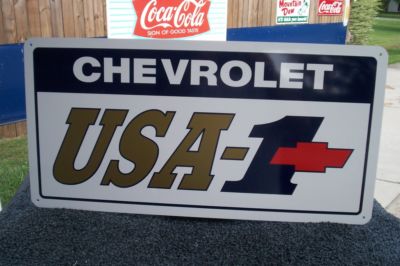 Coca-Cola
SIGN OF GOOD TASTE
Mountain
Dew
Coca-Cola
CHEVROLET
USA-1